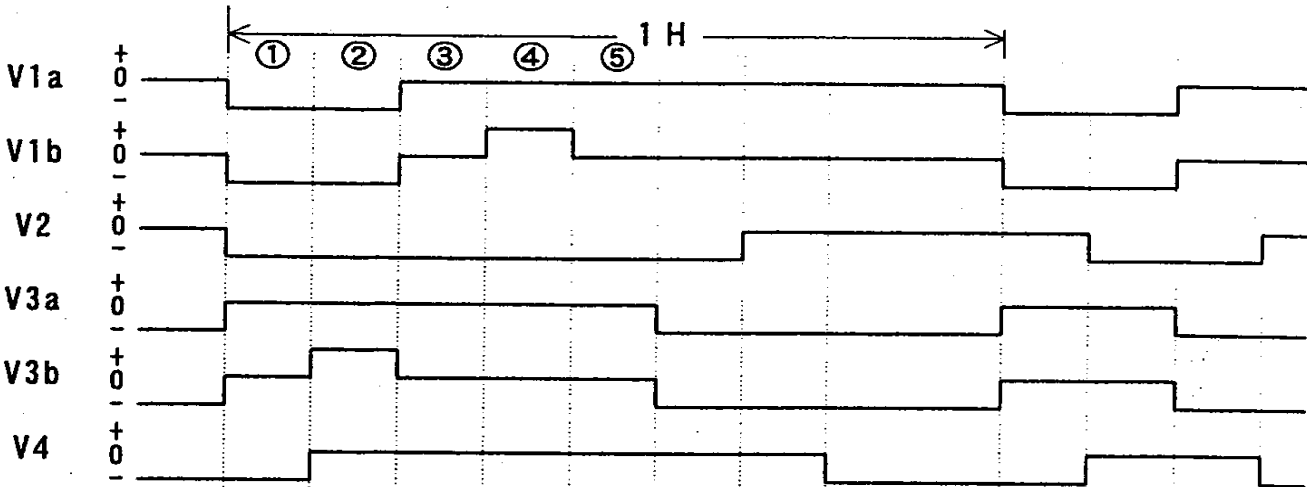 1 H
① ② ③ ④ ⑤
V1a + 0 -
V1b + 0 -
V2 + 0 -
V3a + 0 -
V3b + 0 -
V4 + 0 -